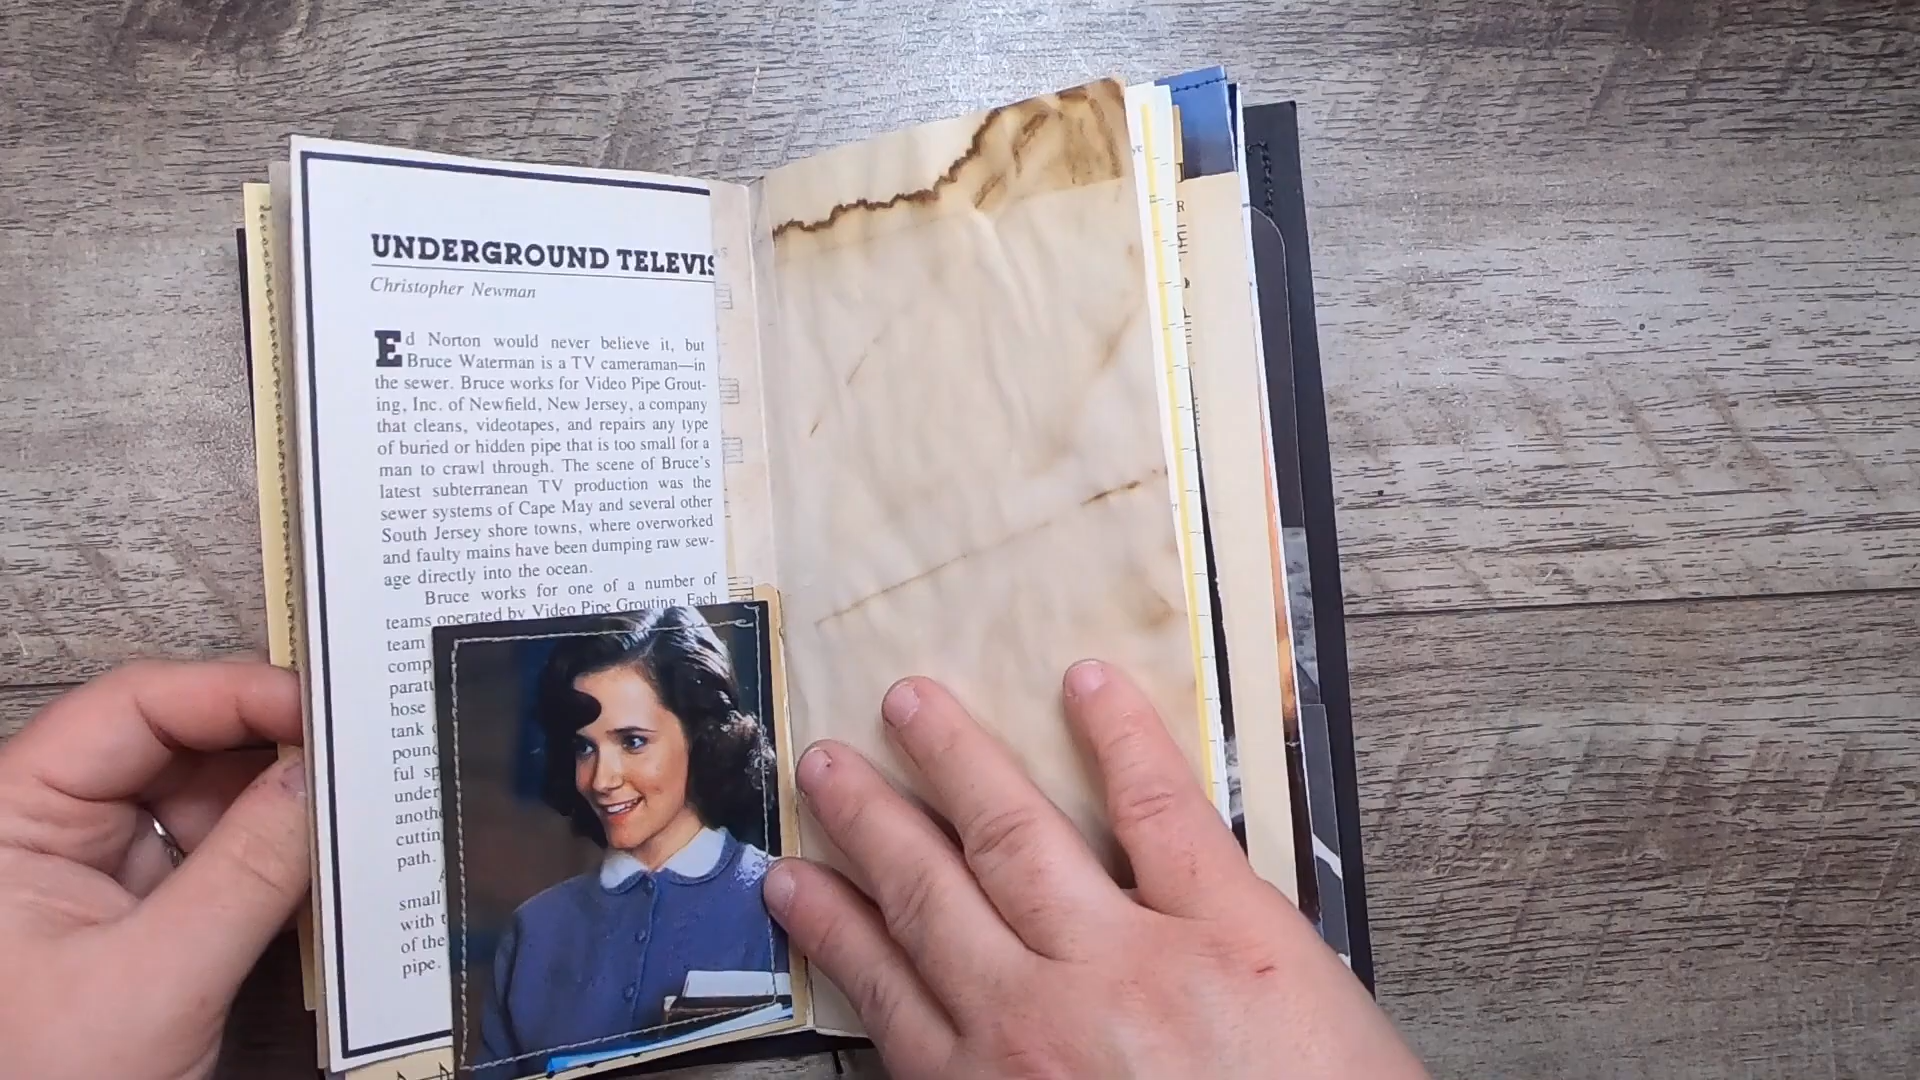 UNDERGROUND TELEVIS
Christopher Newman
Ed Norton would never believe it, but
Bruce Waterman is a TV cameraman—in
the sewer. Bruce works for Video Pipe Grout-
ing, Inc. of Newfield, New Jersey, a company
that cleans, videotapes, and repairs any type
of buried or hidden pipe that is too small for a
man to crawl through. The scene of Bruce's
latest subterranean TV production was the
sewer systems of Cape May and several other
South Jersey shore towns, where overworked
and faulty mains have been dumping raw sew-
age directly into the ocean.
Bruce works for one of a number of
teams operated by Video Pipe Grouting. Each
team
comp
paratu
hose
tank
pound
ful sp
under
anothe
cuttin
path.
small
with t
of the
pipe.
R